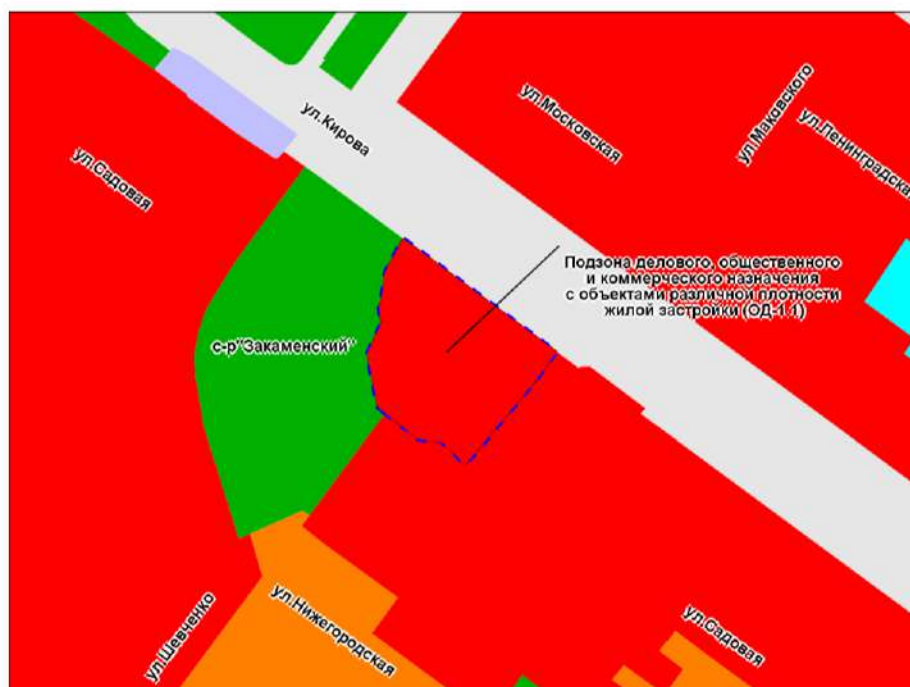 ул.Кирова
ул.Московская
ул.Маковского
ул.Ленинградска
ул.Садовая
Подзона делового, общественного
и коммерческого назначения
с объектами различной плотности
жилой застройки (ОД-1.1)
с-р"Закаменский"
ул.Шевченко
ул.Нижегородская
ул.Садовая